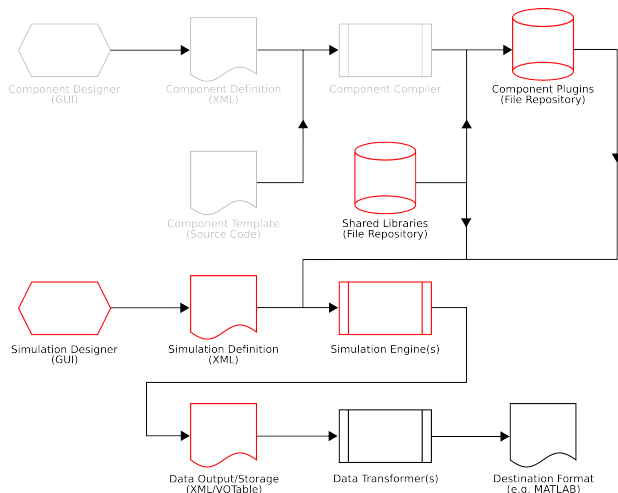 Component Designer
(GUI)
Component Definition
(XML)
Component Compiler
Component Plugins
(File Repository)
Component Template
(Source Code)
Shared Libraries
(File Repository)
Simulation Designer
(GUI)
Simulation Definition
(XML)
Simulation Engine(s)
Data Output/Storage
(XML/VOTable)
Data Transformer(s)
Destination Format
(e.g. MATLAB)